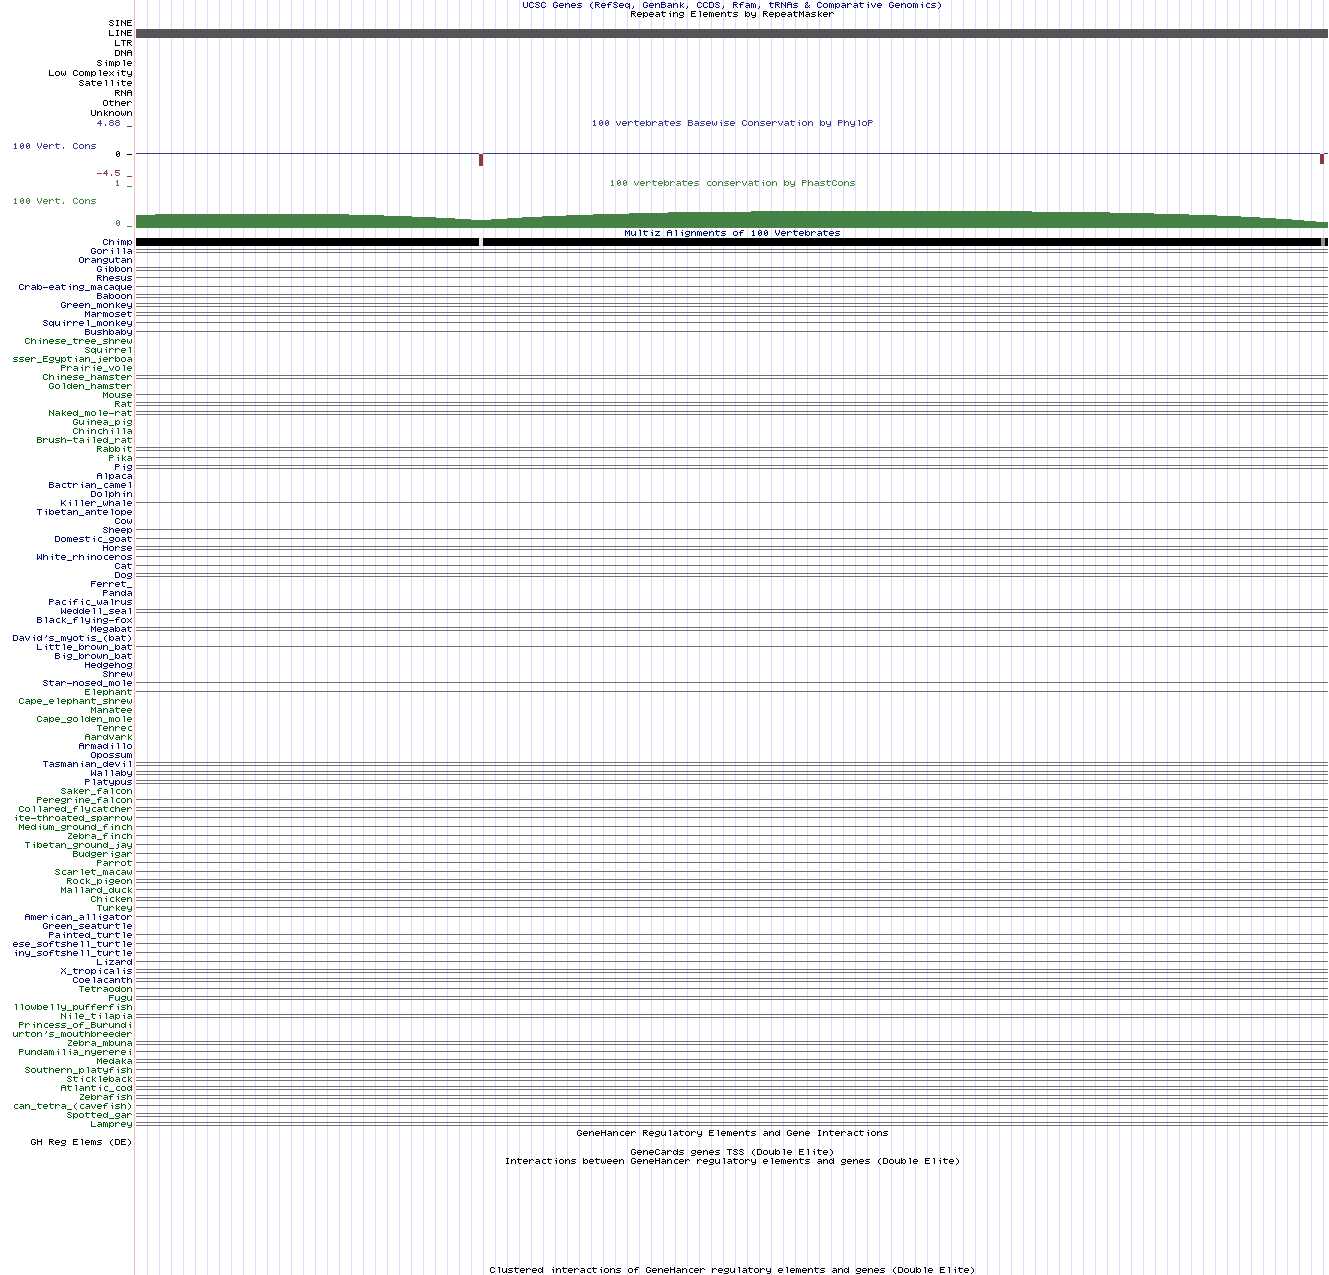 UCSC Genes (RefSeq, GenBank, CCDS, Rfam, tRNAs & Comparative Genomics)
Repeating Elements by RepeatMasker
SINE
LINE
LTR
DNA
Simple
Low Complexity
Satellite
RNA
Other
Unknown
4.88 _
100 vertebrates Basewise Conservation by PhyloP
100 Vert. Cons
0 -
-4.5 _
1 _
100 vertebrates conservation by PhastCons
100 Vert. Cons
0 _
Multiz Alignments of 100 Vertebrates
Chimp
Gorilla
Orangutan
Gibbon
Rhesus
Crab-eating_macaque
Baboon
Green_monkey
Marmoset
Squirrel_monkey
Bushbaby
Chinese_tree_shrew
Squirrel
sser_Egyptian_jerboa
Prairie_vole
Chinese_hamster
Golden_hamster
Mouse
Rat
Naked_mole-rat
Guinea_pig
Chinchilla
Brush-tailed_rat
Rabbit
Pika
Pig
Alpaca
Bactrian_camel
Dolphin
Killer_whale
Tibetan_antelope
Cow
Sheep
Domestic_goat
Horse
White_rhinoceros
Cat
Dog
Ferret_
Panda
Pacific_walrus
Weddell_seal
Black_flying-fox
Megabat
David's_myotis_(bat)
Little_brown_bat
Big_brown_bat
Hedgehog
Shrew
Star-nosed_mole
Elephant
Cape_elephant_shrew
Manatee
Cape_golden_mole
Tenrec
Aardvark
Armadillo
Opossum
Tasmanian_devil
Wallaby
Platypus
Saker_falcon
Peregrine_falcon
Collared_flycatcher
ite-throated_sparrow
Medium_ground_finch
Zebra_finch
Tibetan_ground_jay
Budgerigar
Parrot
Scarlet_macaw
Rock_pigeon
Mallard_duck
Chicken
Turkey
American_alligator
Green_seaturtle
Painted_turtle
ese_softshell_turtle
iny_softshell_turtle
Lizard
X_tropicalis
Coelacanth
Tetraodon
Fugu
llowbelly_pufferfish
Nile_tilapia
Princess_of_Burundi
urton's_mouthbreeder
Zebra_mbuna
Pundamilia_nyererei
Medaka
Southern_platyfish
Stickleback
Atlantic_cod
Zebrafish
can_tetra_(cavefish)
Spotted_gar
Lamprey
GeneHancer Regulatory Elements and Gene Interactions
GH Reg Elems (DE)
GeneCards genes TSS (Double Elite)
Interactions between GeneHancer regulatory elements and genes (Double Elite)
Clustered interactions of GeneHancer regulatory elements and genes (Double Elite)